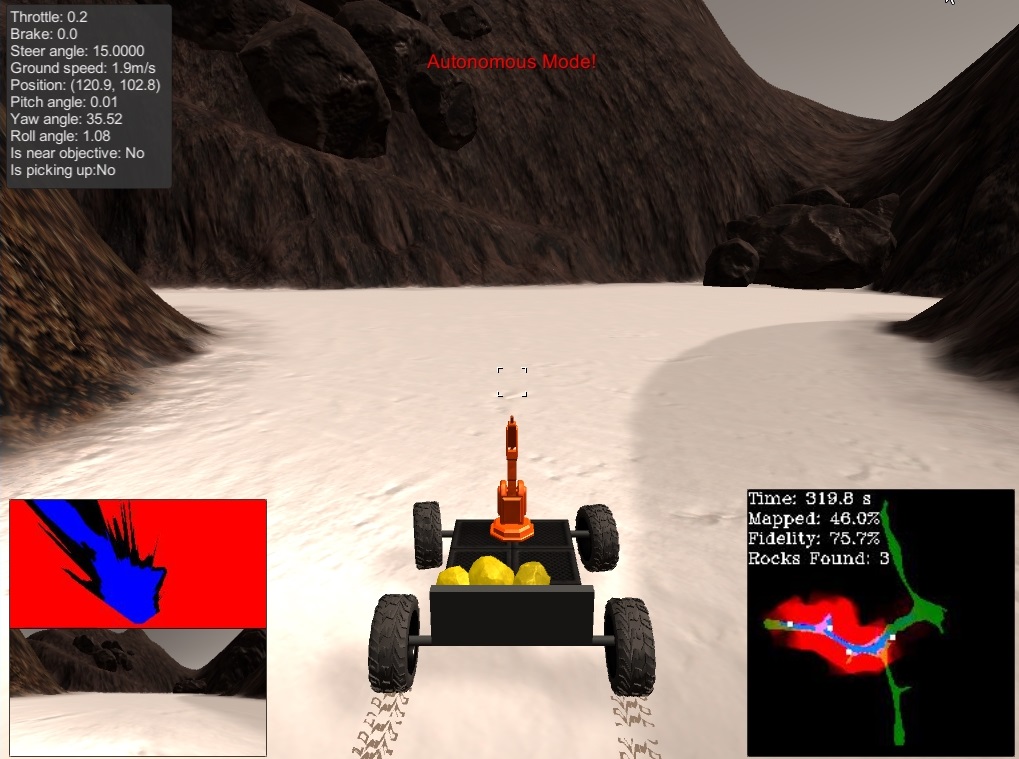 Throttle: 0.2
Brake: 0.0
Steer angle: 15.0000
Ground speed: 1.9m/s
Position: (120.9, 102.8)
Pitch angle: 0.01
Yaw angle: 35.52
Roll angle: 1.08
Is near objective: No
Is picking up:No
Autonomous Mode!
Time: 319.8 s
Mapped: 46.0%
Fidelity: 75.7%
Rocks Found: 3